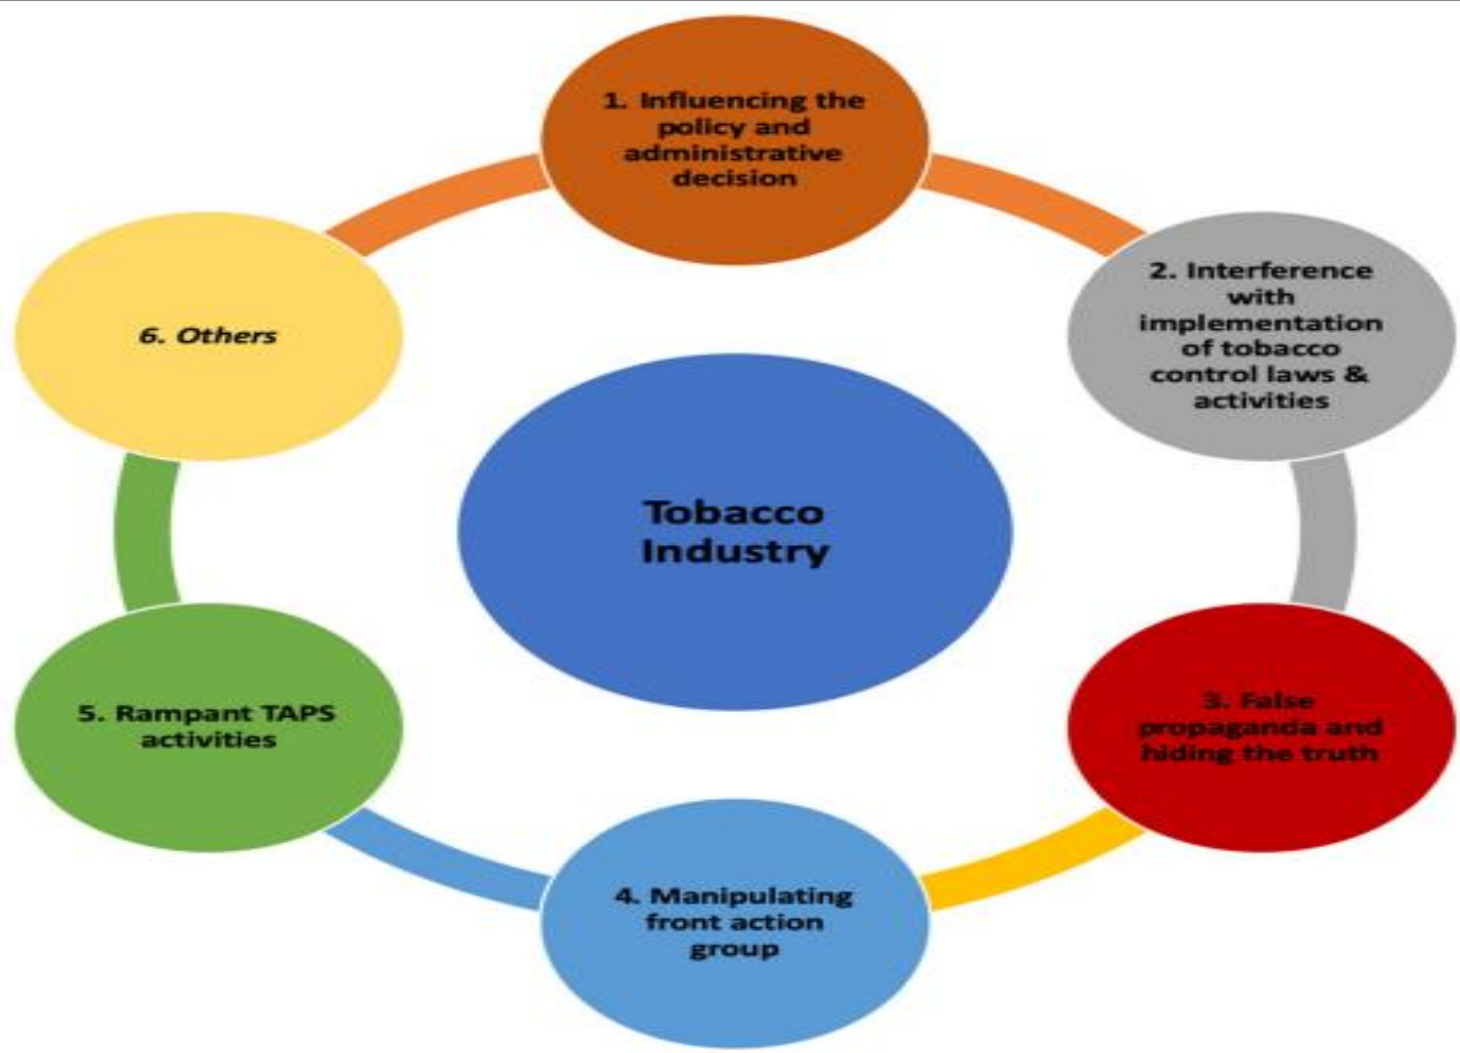 1. Influencing the
policy and
administrative
decision
2. Interference
with
implementation
of tobacco
control laws &
activities
3. False
propaganda and
hiding the truth
4. Manipulating
front action
group
5. Rampant TAPS
activities
6. Others
Tobacco
Industry